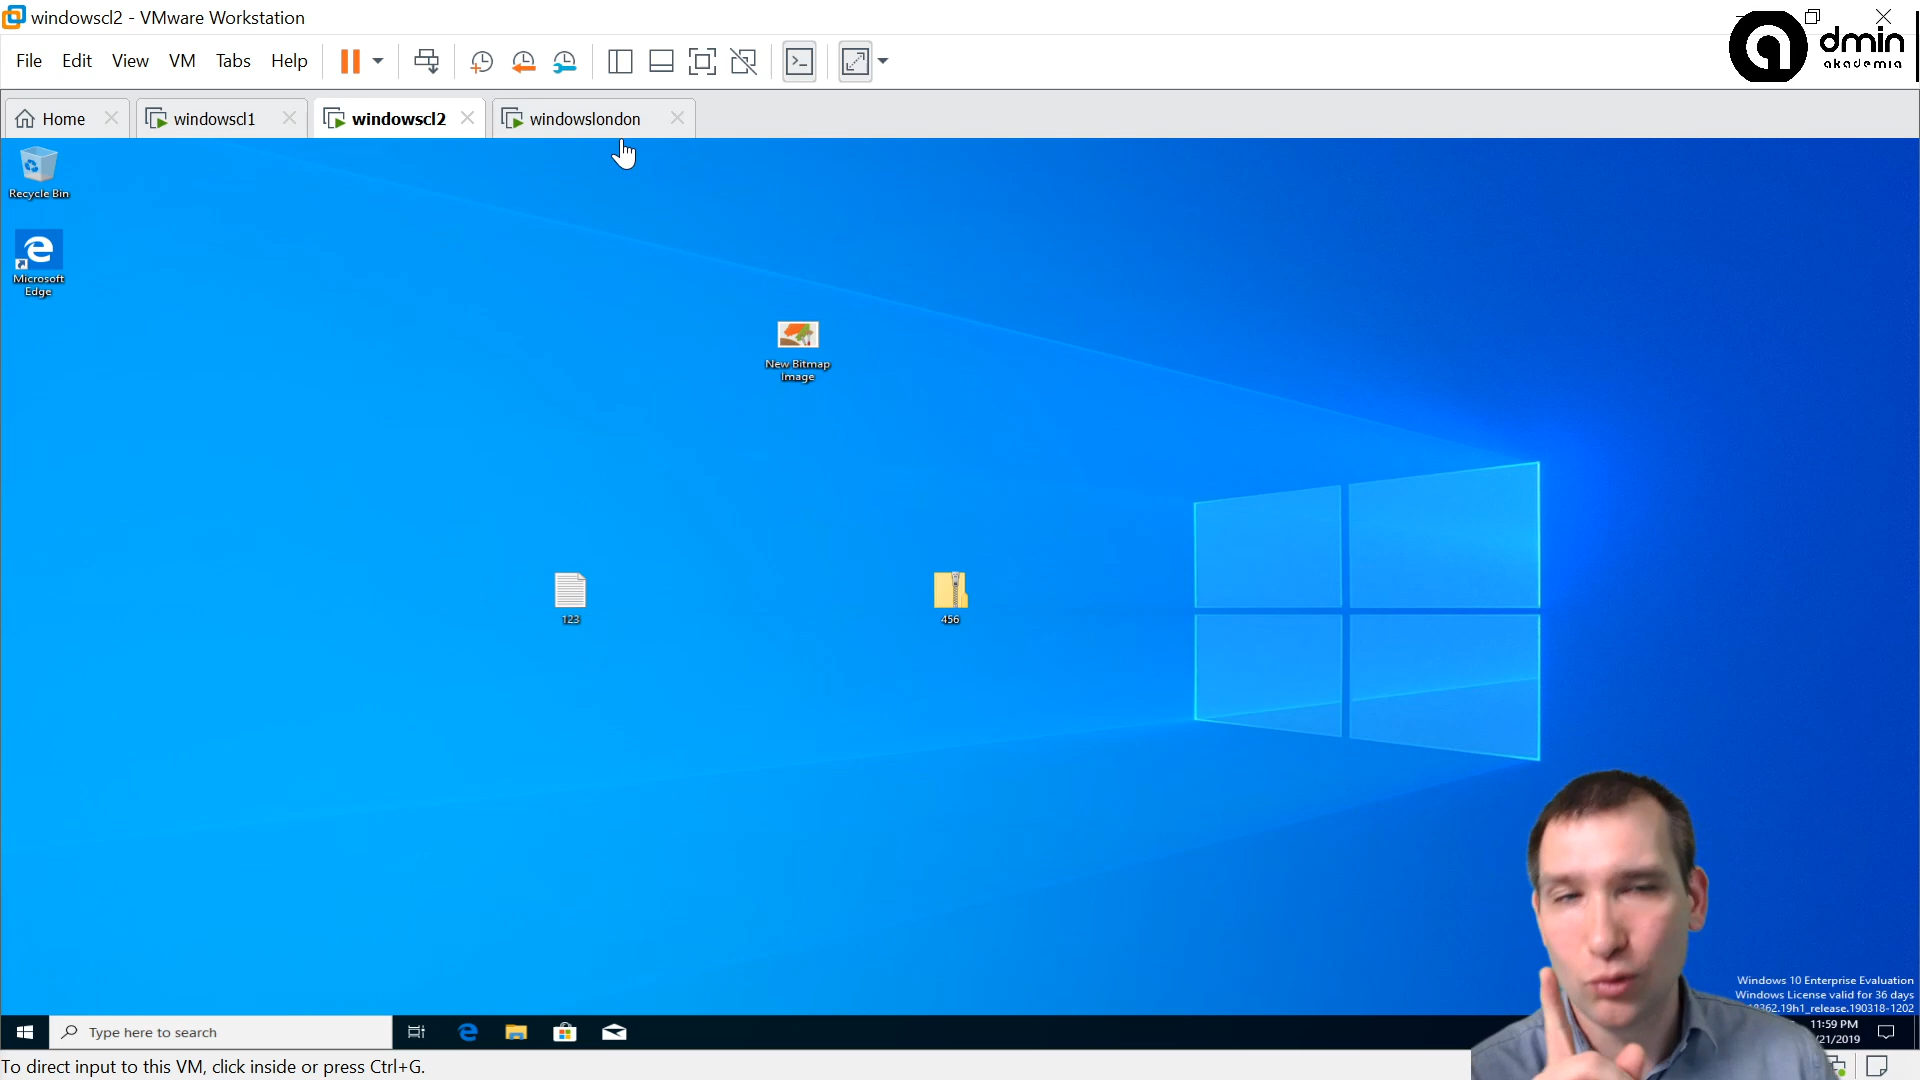 windowscl2 - VMware Workstation
File Edit View VM Tabs Help
dmin
akademia
Home windowscl1 windowscl2 windowslondon
Recycle Bin
Microsoft
Edge
New Bitmap
Image
123
456
Windows 10 Enterprise Evaluation
Windows License valid for 36 days
362.19h1_release.190318-1202
Type here to search
11:59 PM
/21/2019
To direct input to this VM, click inside or press Ctrl+G.